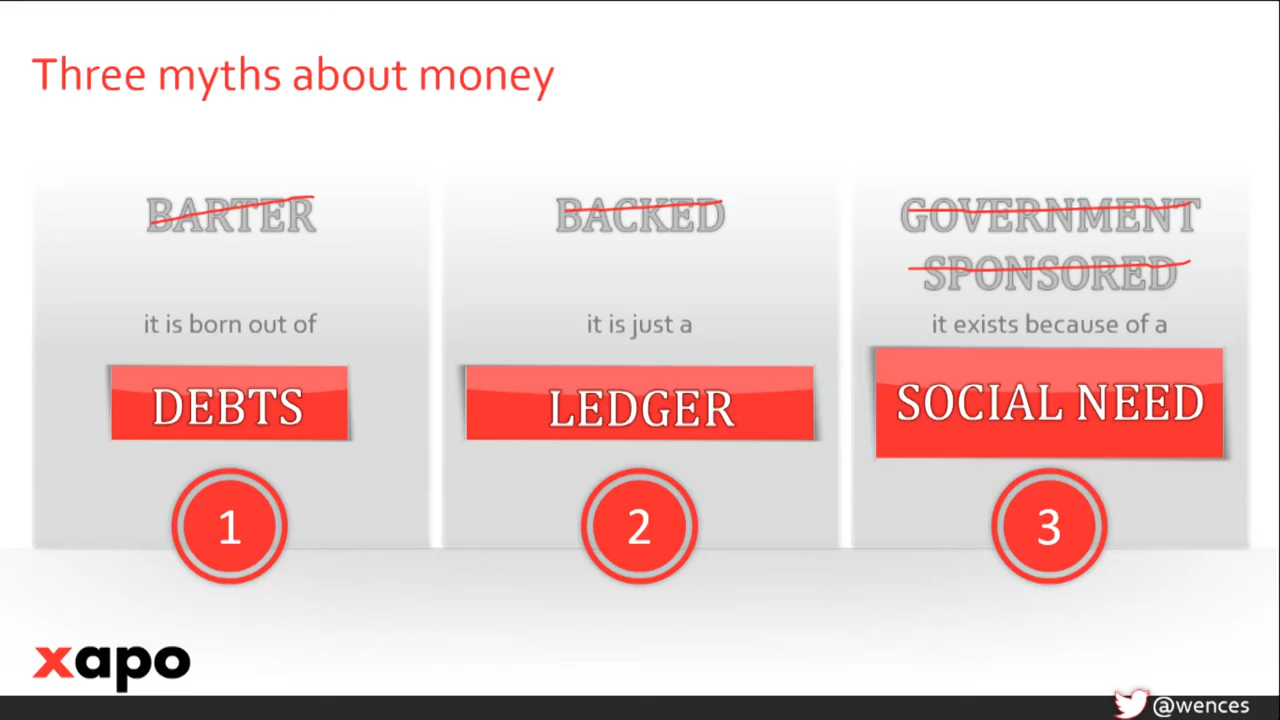 Three myths about money
BARTER
it is born out of
DEBTS
1
BACKED
it is just a
LEDGER
2
GOVERNMENT
SPONSORED
it exists because of a
SOCIAL NEED
3
xapo
@wences